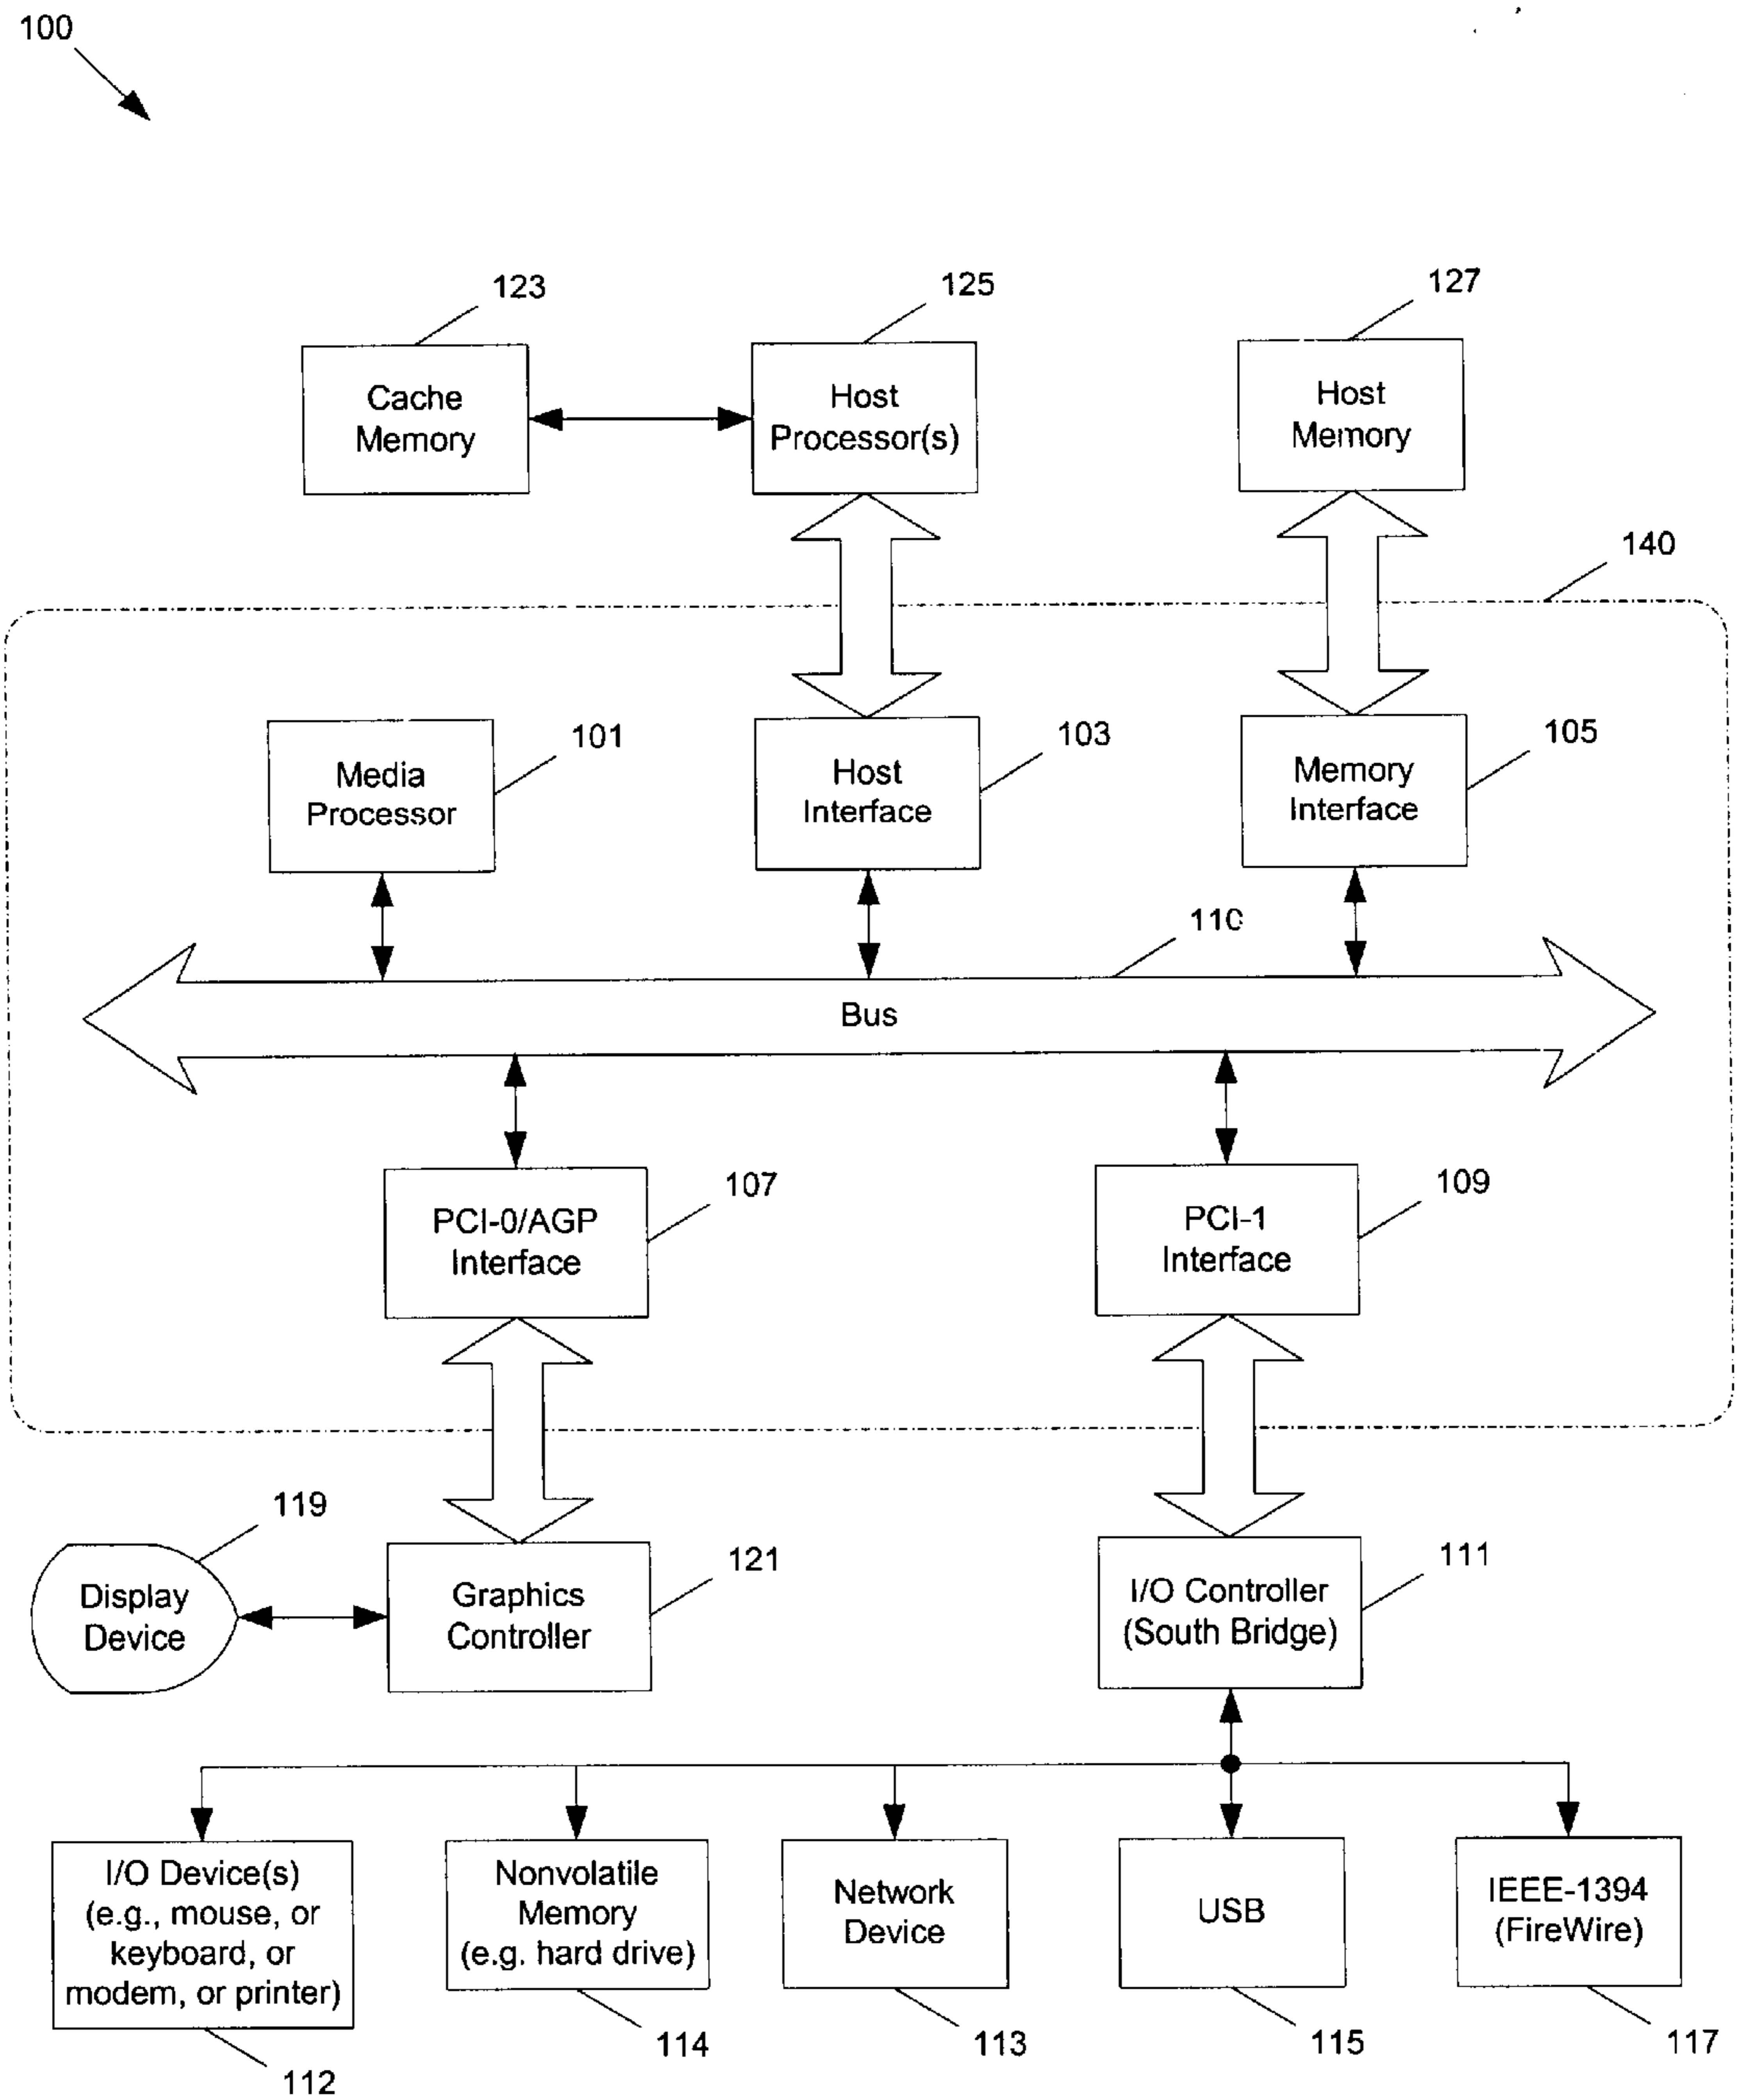 100
123
125
127
Cache
Memory
Host
Processor(s)
Host
Memory
140
101
103
105
Media
Processor
Host
Interface
Memory
Interface
110
Bus
107
109
PCI-0/AGP
Interface
PCI-1
Interface
119
121
111
Display
Device
Graphics
Controller
I/O Controller
(South Bridge)
I/O Device(s)
(e.g., mouse, or
keyboard, or
modem, or printer)
Nonvolatile
Memory
(e.g. hard drive)
Network
Device
USB
IEEE-1394
(FireWire)
112
114
113
115
117